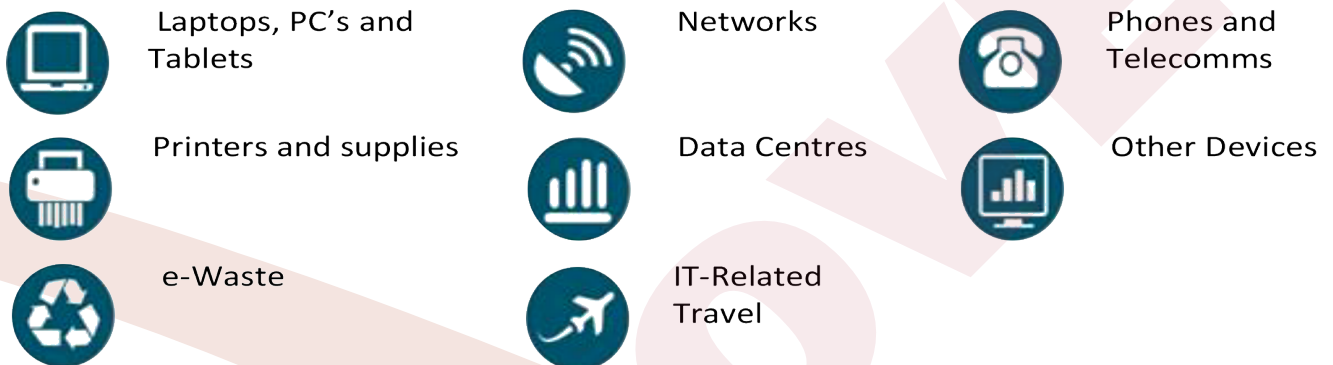 Laptops, PC's and
Tablets
Networks
Phones and
Telecomms
Printers and supplies
Data Centres
Other Devices
e-Waste
IT-Related
Travel